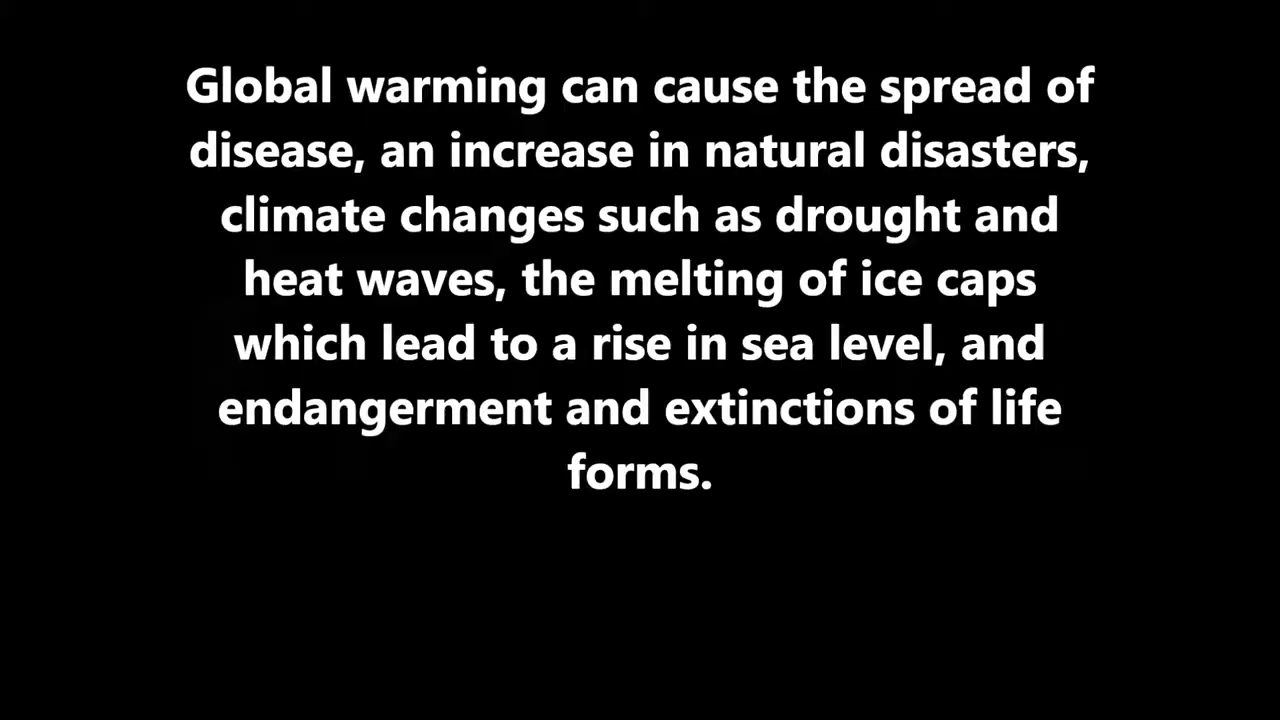 Global warming can cause the spread of
disease, an increase in natural disasters,
climate changes such as drought and
heat waves, the melting of ice caps
which lead to a rise in sea level, and
endangerment and extinctions of life
forms.